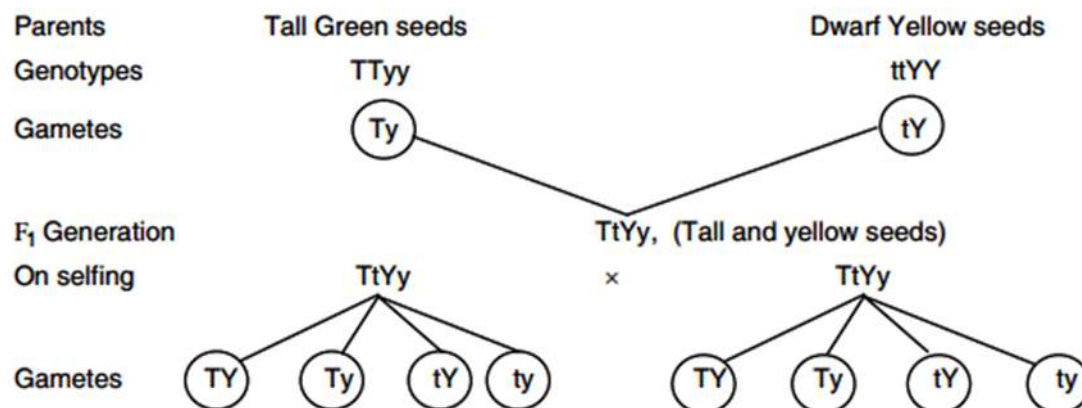 Parents Tall Green seeds Dwarf Yellow seeds
Genotypes TTyy ttYY
Gametes Ty tY
F₁ Generation TtYy, (Tall and yellow seeds)
On selfing TtYy × TtYy
Gametes TY Ty tY ty TY Ty tY ty